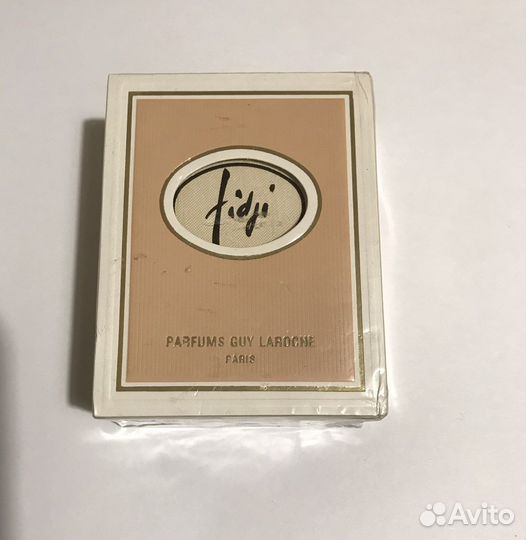 fidji
PARFUMS GUY LAROCHE
PARIS
Avito